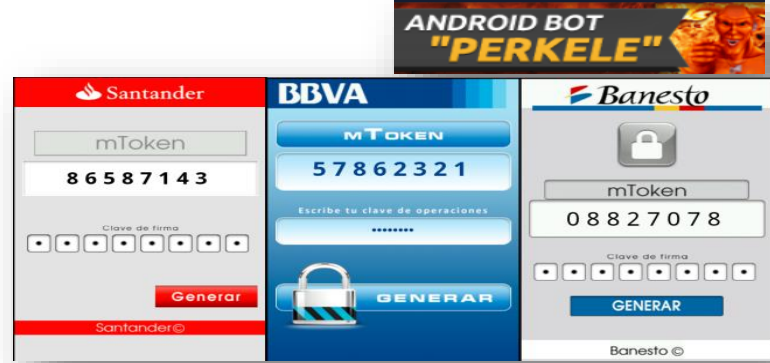 ANDROID BOT
"PERKELE"
Santander
mToken
86587143
Clave de firma
Generar
Santander©
BBVA
MTOKEN
57862321
Escribe tu clave de operaciones
GENERAR
Banesto
mToken
08827078
Clave de firma
GENERAR
Banesto ©